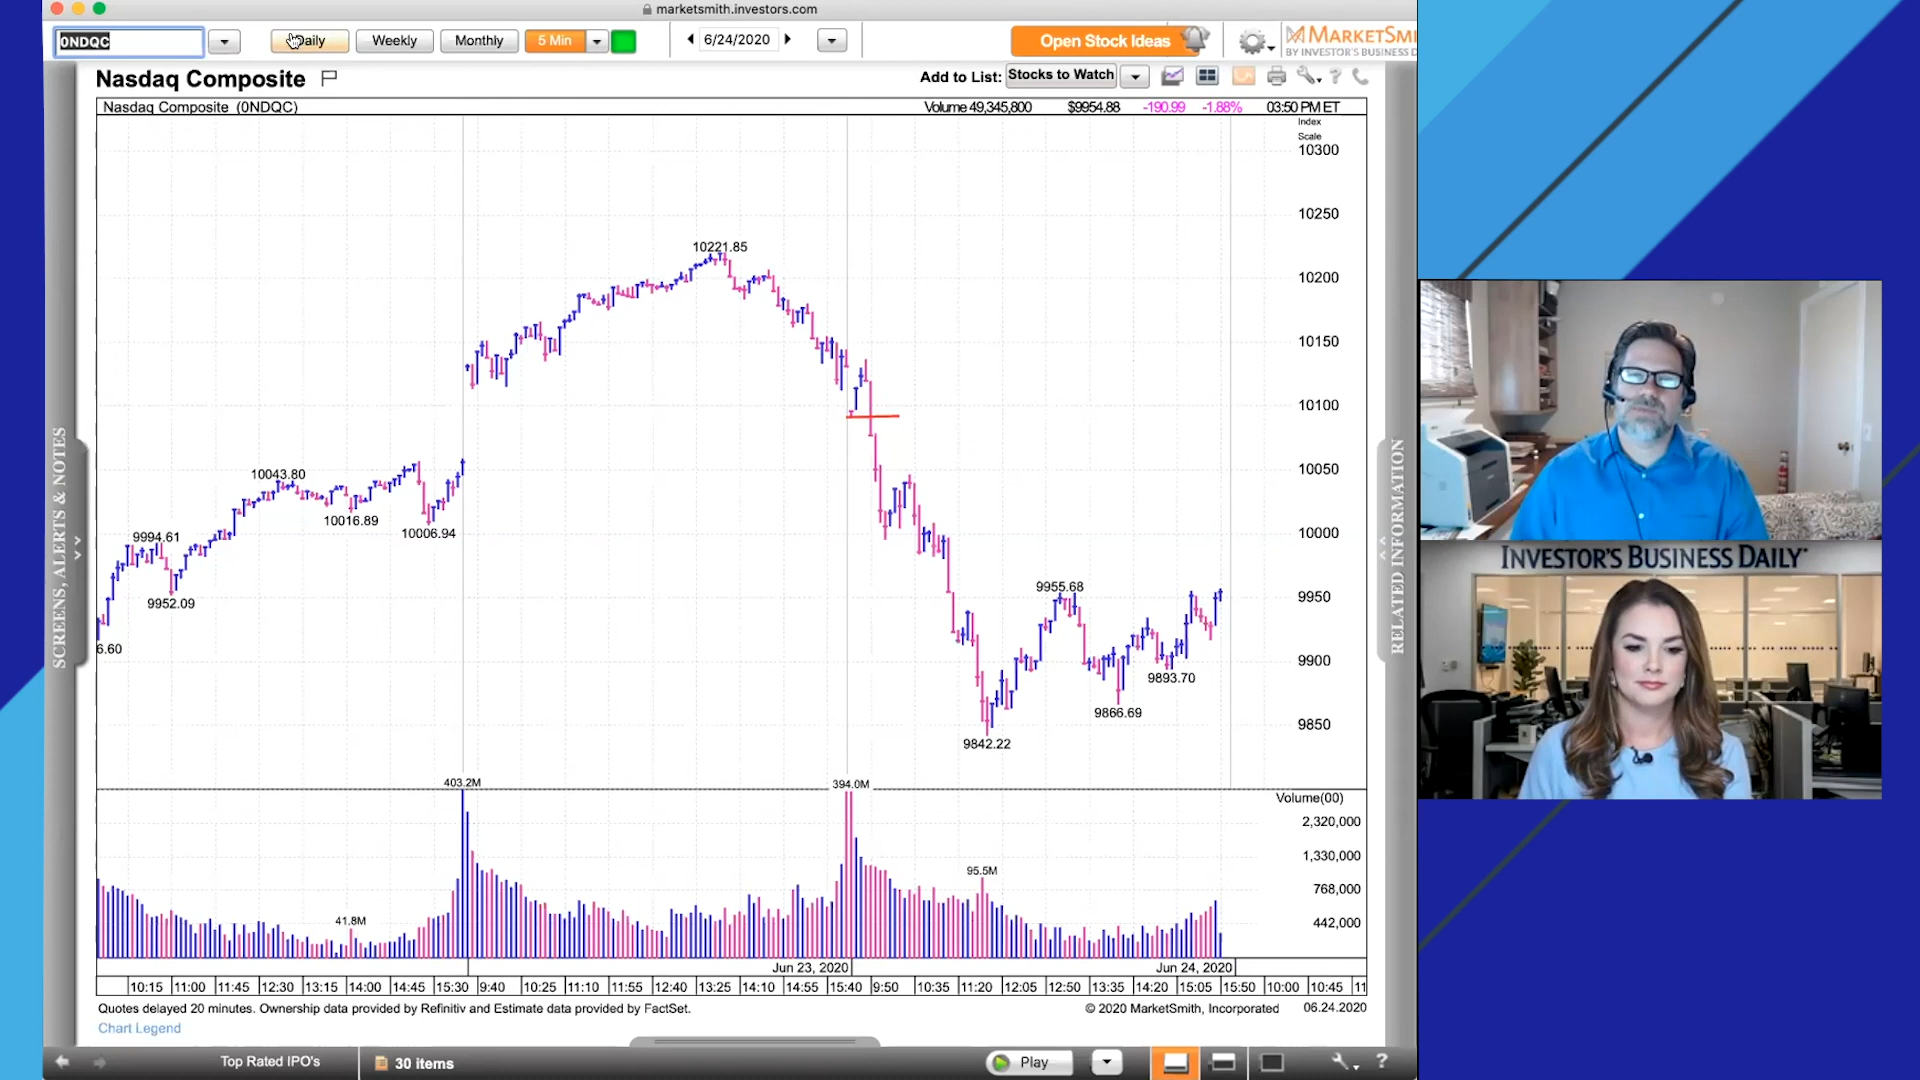 marketsmith.investors.com
0NDQC
Daily
Weekly
Monthly
5 Min
6/24/2020
Open Stock Ideas
MarketSmi
BY INVESTOR'S BUSINESS D
Nasdaq Composite
Add to List:
Stocks to Watch
Nasdaq Composite (0NDQC)
Volume 49,345,800 $9954.88 -190.99 -1.88% 03:50 PM ET
Index
Scale
10300
10250
10221.85
10200
10150
10100
10043.80
10050
10016.89
10006.94
10000
9994.61
9955.68
9952.09
9950
6.60
9900
9893.70
9866.69
9850
9842.22
403.2M
394.0M
Volume(00)
2,320,000
1,330,000
95.5M
768,000
41.8M
442,000
Jun 23, 2020
Jun 24, 2020
10:15 11:00 11:45 12:30 13:15 14:00 14:45 15:30 9:40 10:25 11:10 11:55 12:40 13:25 14:10 14:55 15:40 9:50 10:35 11:20 12:05 12:50 13:35 14:20 15:05 15:50 10:00 10:45 11
Quotes delayed 20 minutes. Ownership data provided by Refinitiv and Estimate data provided by FactSet.
© 2020 MarketSmith, Incorporated
06.24.2020
Chart Legend
SCREENS, ALERTS & NOTES
RELATED INFORMATION
Top Rated IPO's
30 items
Play
?
INVESTOR'S BUSINESS DAILY